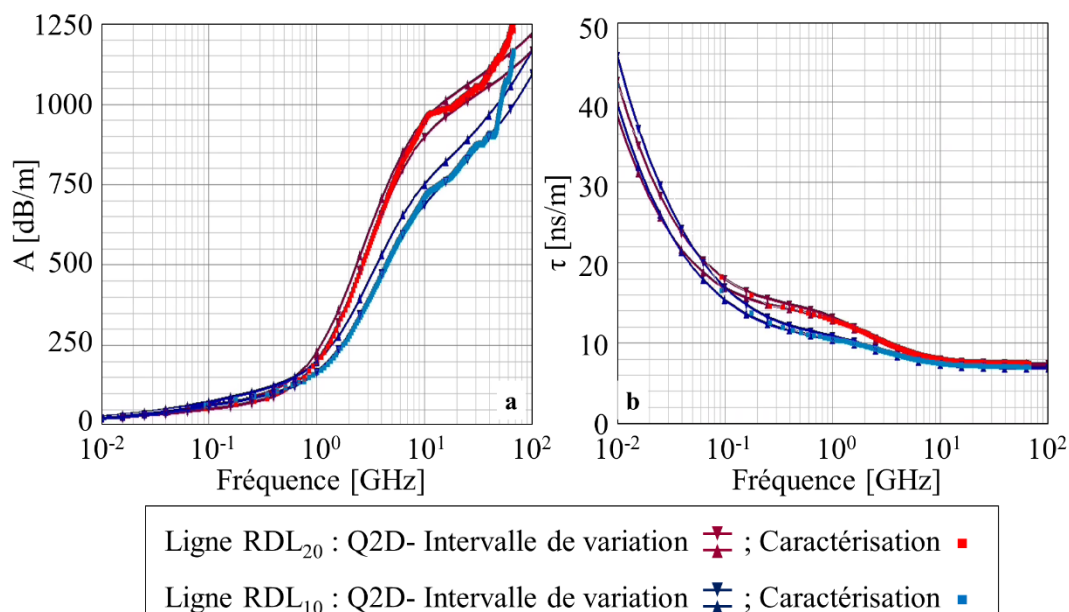 1250
1000
750
500
250
0
A [dB/m]
a
10-2
10-1
100
101
102
Fréquence [GHz]
50
40
30
20
10
0
τ [ns/m]
b
10-2
10-1
100
101
102
Fréquence [GHz]
Ligne RDL20 : Q2D- Intervalle de variation ; Caractérisation
Ligne RDL10 : Q2D- Intervalle de variation ; Caractérisation